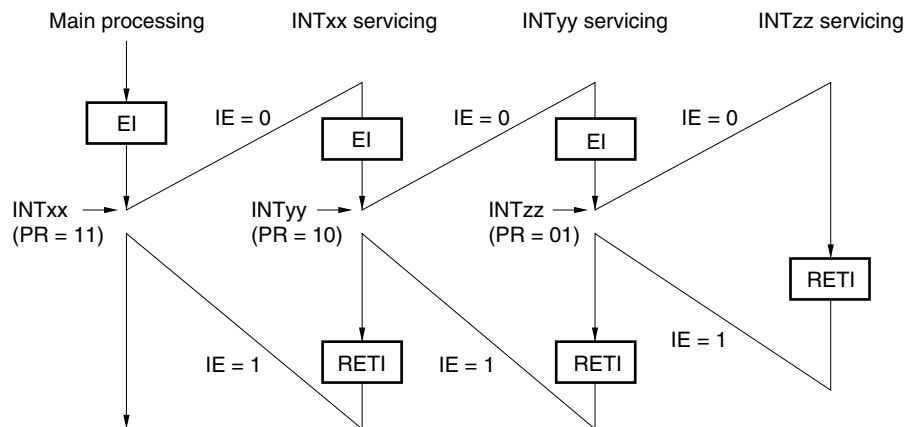 Main processing
INTxx servicing
INTyy servicing
INTzz servicing
EI
IE = 0
EI
IE = 0
EI
IE = 0
INTxx
(PR = 11)
INTyy
(PR = 10)
INTzz
(PR = 01)
RETI
IE = 1
RETI
IE = 1
RETI
IE = 1